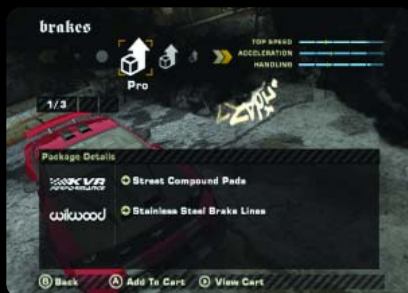 brakes
TOP SPEED
ACCELERATION
HANDLING
Pro
1/3
Package Details
KVR PERFORMANCE
Street Compound Pads
wilwood
Stainless Steel Brake Lines
B Back A Add To Cart View Cart